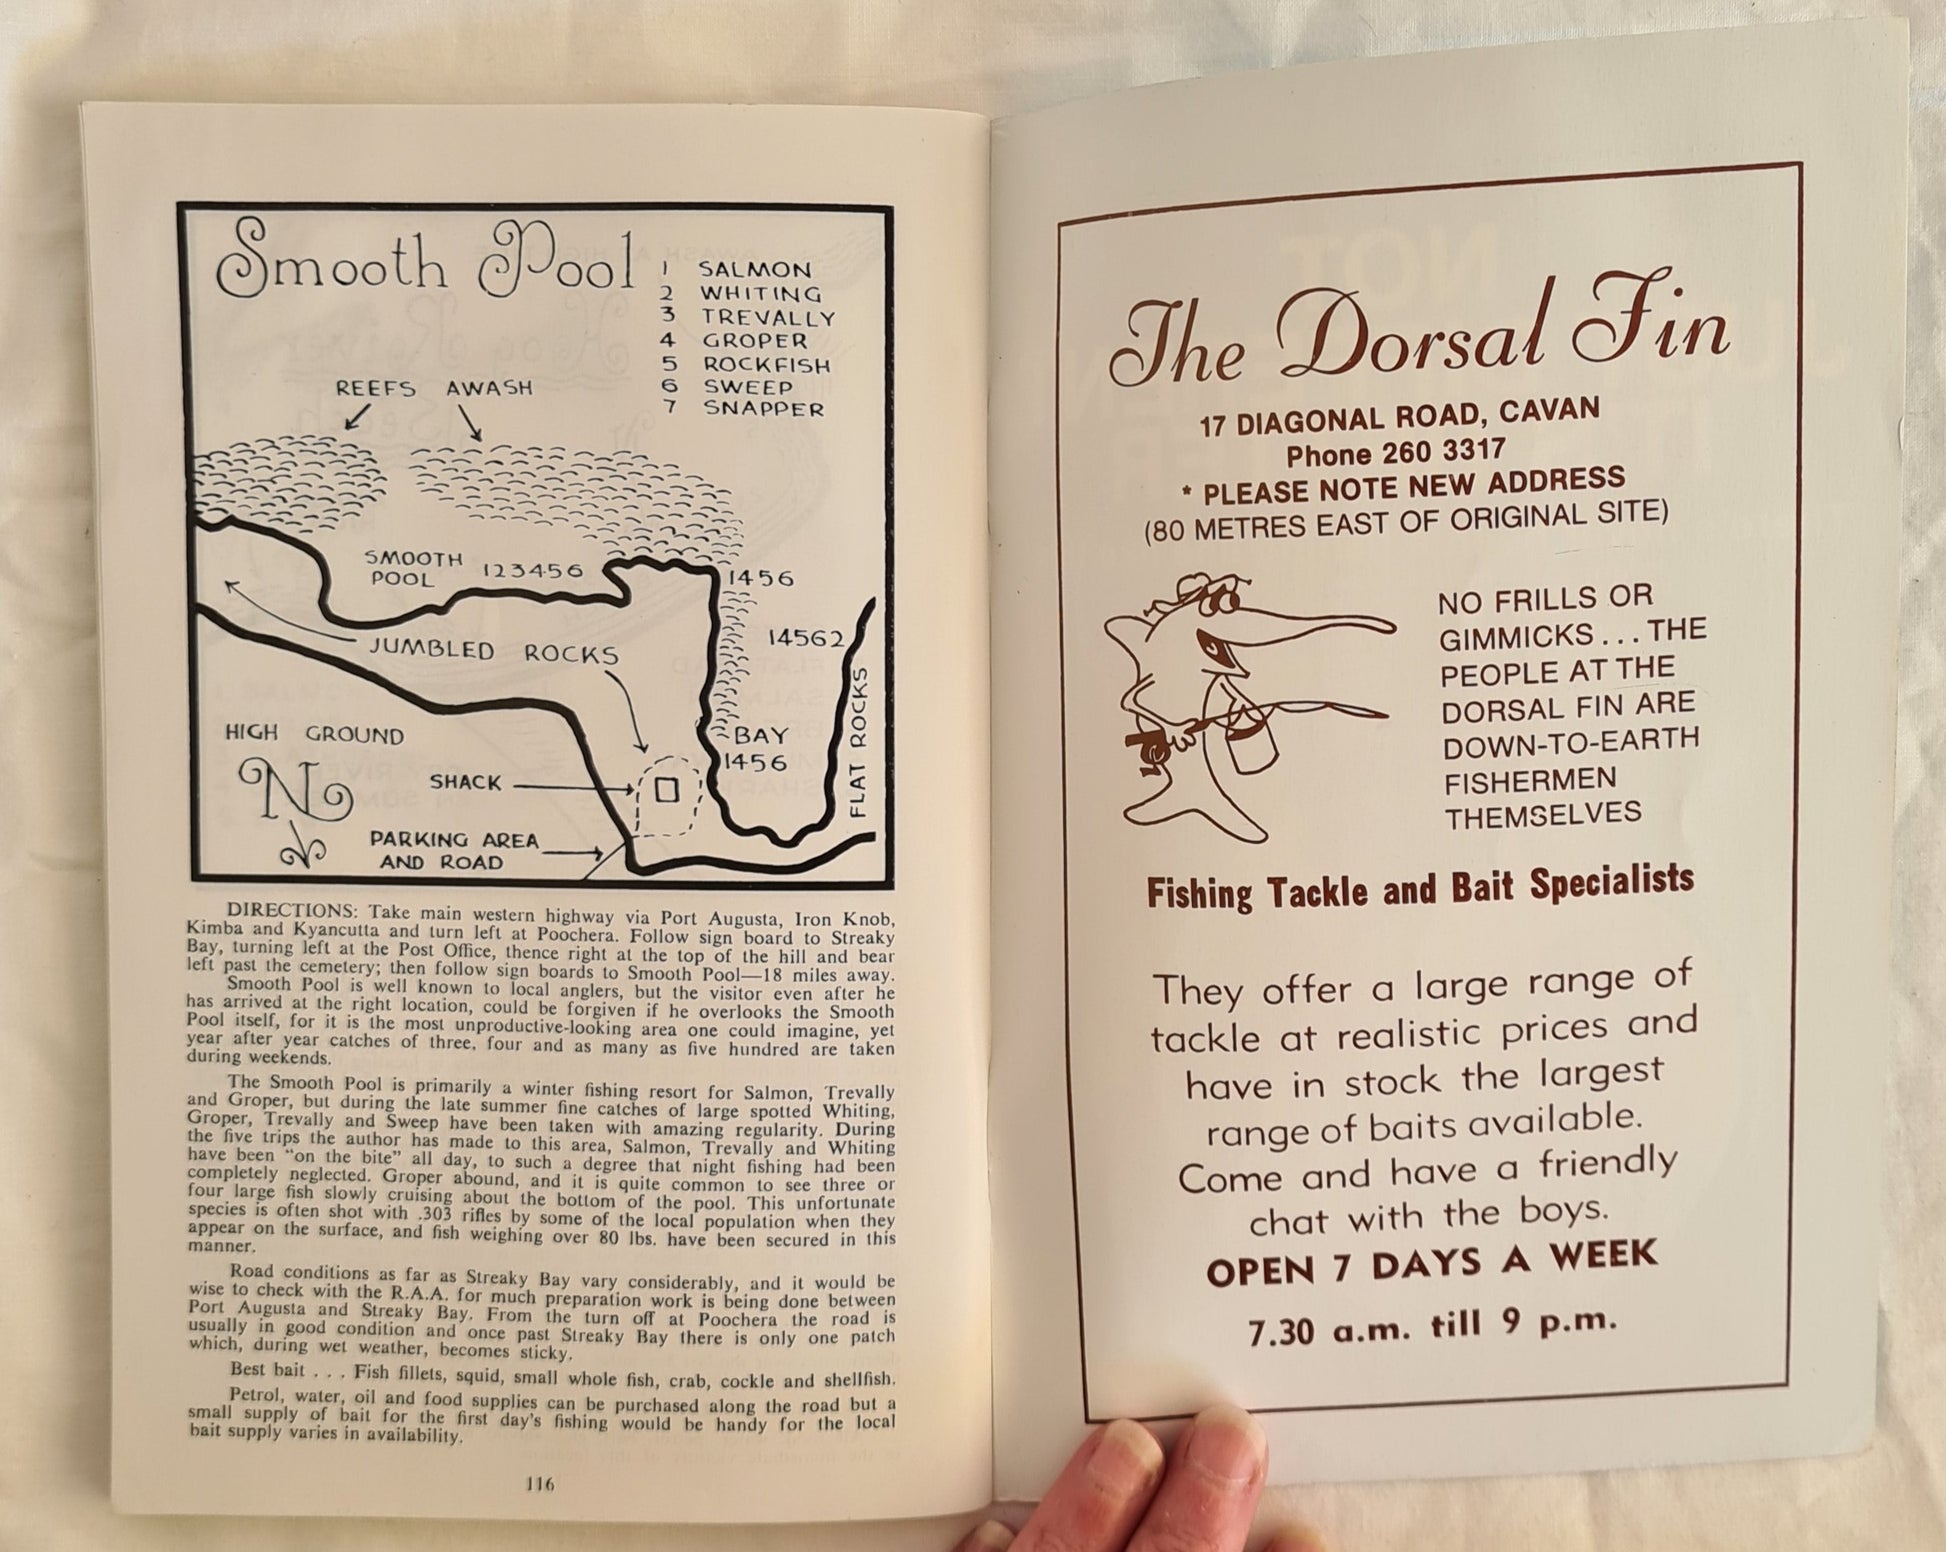 Smooth Pool
1 SALMON
2 WHITING
3 TREVALLY
4 GROPER
5 ROCKFISH
6 SWEEP
7 SNAPPER
REEFS AWASH
SMOOTH
POOL
123456
1456
14562
JUMBLED ROCKS
HIGH GROUND
BAY
1456
FLAT ROCKS
N
SHACK
PARKING AREA
AND ROAD
DIRECTIONS: Take main western highway via Port Augusta, Iron Knob,
Kimba and Kyancutta and turn left at Poochera. Follow sign board to Streaky
Bay, turning left at the Post Office, thence right at the top of the hill and bear
left past the cemetery; then follow sign boards to Smooth Pool—18 miles away.
Smooth Pool is well known to local anglers, but the visitor even after he
has arrived at the right location, could be forgiven if he overlooks the Smooth
Pool itself, for it is the most unproductive-looking area one could imagine, yet
year after year catches of three, four and as many as five hundred are taken
during weekends.
The Smooth Pool is primarily a winter fishing resort for Salmon, Trevally
and Groper, but during the late summer fine catches of large spotted Whiting,
Groper, Trevally and Sweep have been taken with amazing regularity. During
the five trips the author has made to this area, Salmon, Trevally and Whiting
have been "on the bite" all day, to such a degree that night fishing had been
completely neglected. Groper abound, and it is quite common to see three or
four large fish slowly cruising about the bottom of the pool. This unfortunate
species is often shot with .303 rifles by some of the local population when they
appear on the surface, and fish weighing over 80 lbs. have been secured in this
manner.
Road conditions as far as Streaky Bay vary considerably, and it would be
wise to check with the R.A.A. for much preparation work is being done between
Port Augusta and Streaky Bay. From the turn off at Poochera the road is
usually in good condition and once past Streaky Bay there is only one patch
which, during wet weather, becomes sticky.
Best bait . . . Fish fillets, squid, small whole fish, crab, cockle and shellfish.
Petrol, water, oil and food supplies can be purchased along the road but a
small supply of bait for the first day's fishing would be handy for the local
bait supply varies in availability.
116
The Dorsal Fin
17 DIAGONAL ROAD, CAVAN
Phone 260 3317
* PLEASE NOTE NEW ADDRESS
(80 METRES EAST OF ORIGINAL SITE)
NO FRILLS OR
GIMMICKS ... THE
PEOPLE AT THE
DORSAL FIN ARE
DOWN-TO-EARTH
FISHERMEN
THEMSELVES
Fishing Tackle and Bait Specialists
They offer a large range of
tackle at realistic prices and
have in stock the largest
range of baits available.
Come and have a friendly
chat with the boys.
OPEN 7 DAYS A WEEK
7.30 a.m. till 9 p.m.